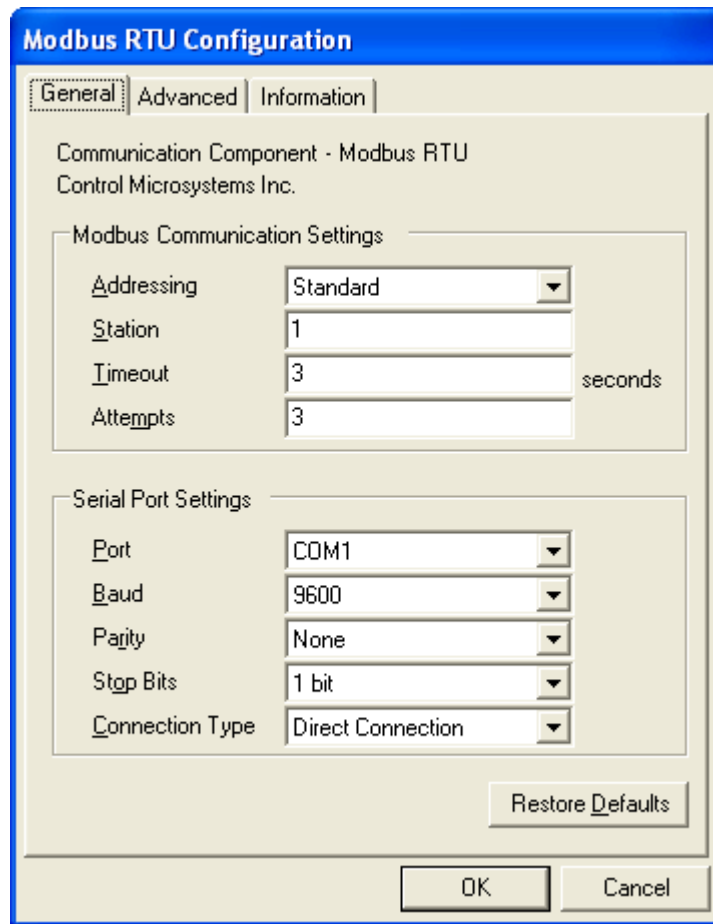 Modbus RTU Configuration
General Advanced Information
Communication Component - Modbus RTU
Control Microsystems Inc.
Modbus Communication Settings
Addressing Standard
Station 1
Timeout 3 seconds
Attempts 3
Serial Port Settings
Port COM1
Baud 9600
Parity None
Stop Bits 1 bit
Connection Type Direct Connection
Restore Defaults
OK Cancel